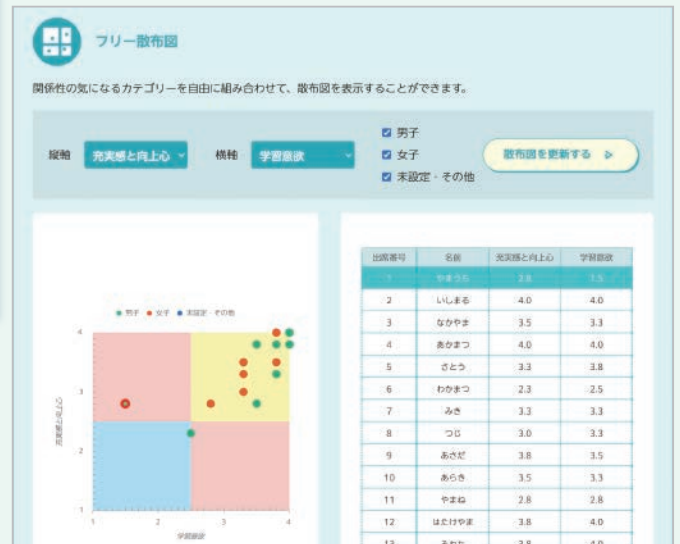 フリー散布図
関係性の気になるカテゴリーを自由に組み合わせて、散布図を表示することができます。
縦軸 充実感と向上心 横軸 学習意欲
男子
女子
未設定・その他
散布図を更新する
男子 女子 未設定・その他
4
3
2
1
1 2 3 4
充実感と向上心
学習意欲
出席番号 名前 充実感と向上心 学習意欲
1 やまうち 2.8 1.5
2 いしまる 4.0 4.0
3 なかやま 3.5 3.3
4 あかまつ 4.0 4.0
5 さとう 3.3 3.8
6 わかまつ 2.3 2.5
7 みき 3.3 3.3
8 つじ 3.0 3.3
9 あさだ 3.8 3.5
10 あらき 3.5 3.3
11 やまね 2.8 2.8
12 はたけやま 3.8 4.0
13 3.8 4.0